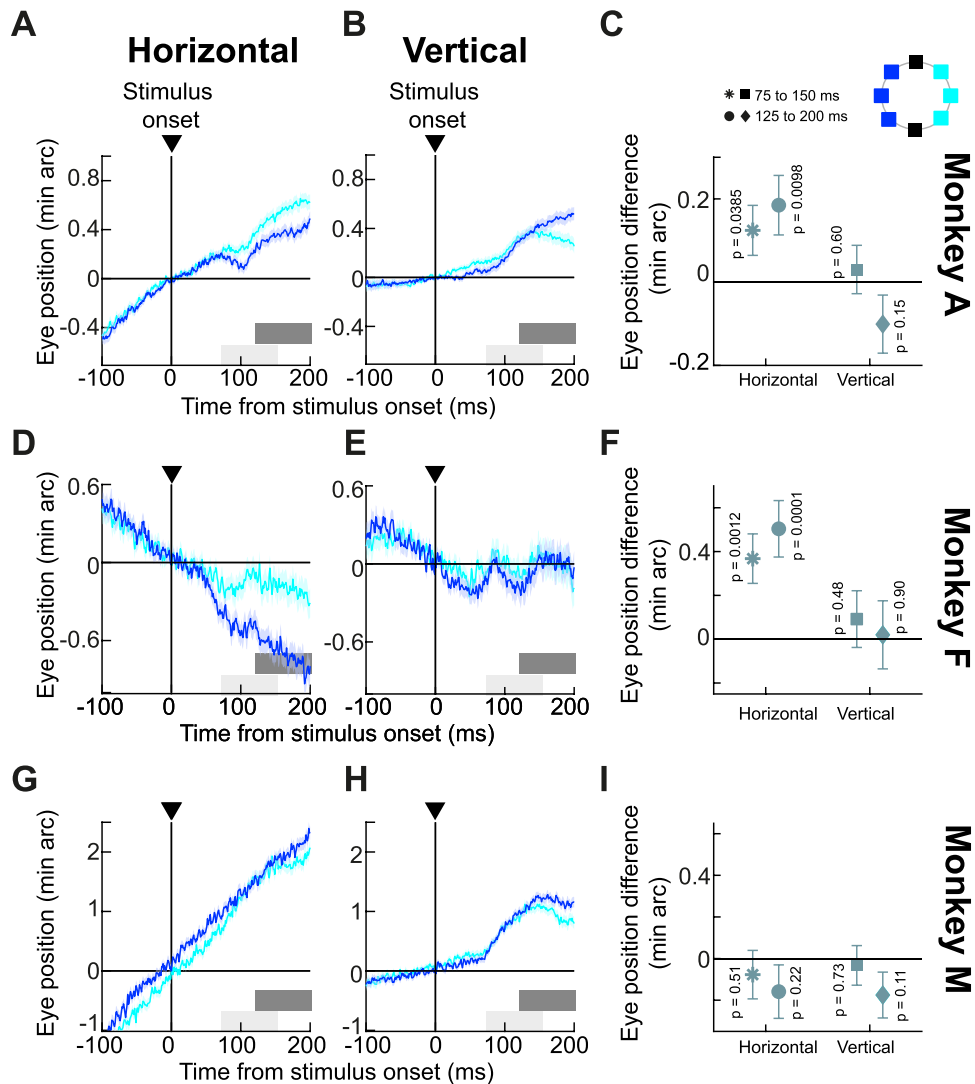 A
Horizontal
B
Vertical
C
Stimulus
onset
Stimulus
onset
75 to 150 ms
125 to 200 ms
Eye position (min arc)
0.8
0.4
0
-0.4
-100 0 100 200
0.8
0.4
0
-0.4
-100 0 100 200
Time from stimulus onset (ms)
Eye position difference
(min arc)
0.2
0
-0.2
p = 0.0385
p = 0.0098
p = 0.60
p = 0.15
Horizontal Vertical
Monkey A
D
E
F
Eye position (min arc)
0.6
0
-0.6
-100 0 100 200
0.6
0
-0.6
-100 0 100 200
Time from stimulus onset (ms)
Eye position difference
(min arc)
0.4
0
p = 0.0012
p = 0.0001
p = 0.48
p = 0.90
Horizontal Vertical
Monkey F
G
H
I
Eye position (min arc)
2
1
0
-1
-100 0 100 200
2
1
0
-1
-100 0 100 200
Time from stimulus onset (ms)
Eye position difference
(min arc)
0.4
0
p = 0.51
p = 0.22
p = 0.73
p = 0.11
Horizontal Vertical
Monkey M